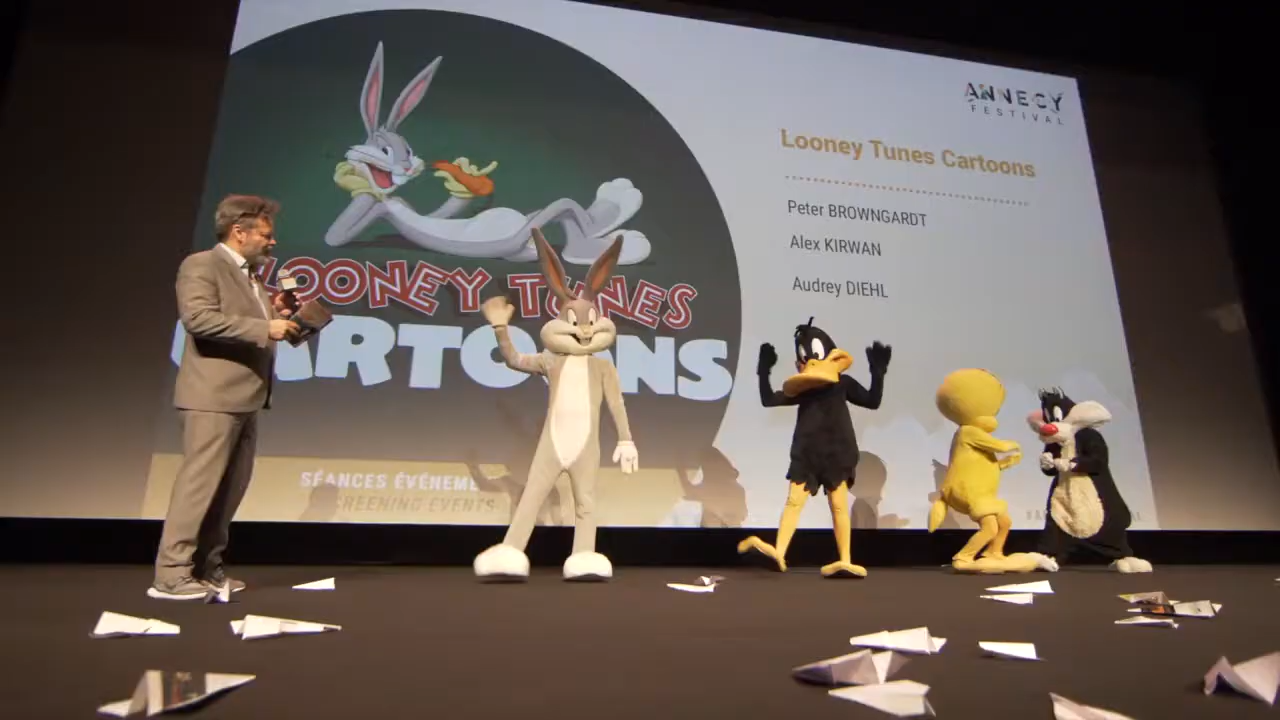 ANNECY
FESTIVAL
Looney Tunes Cartoons
Peter BROWNGARDT
Alex KIRWAN
Audrey DIEHL
LOONEY TUNES
CARTOONS
SÉANCES ÉVÉNEME
SCREENING EVENTS